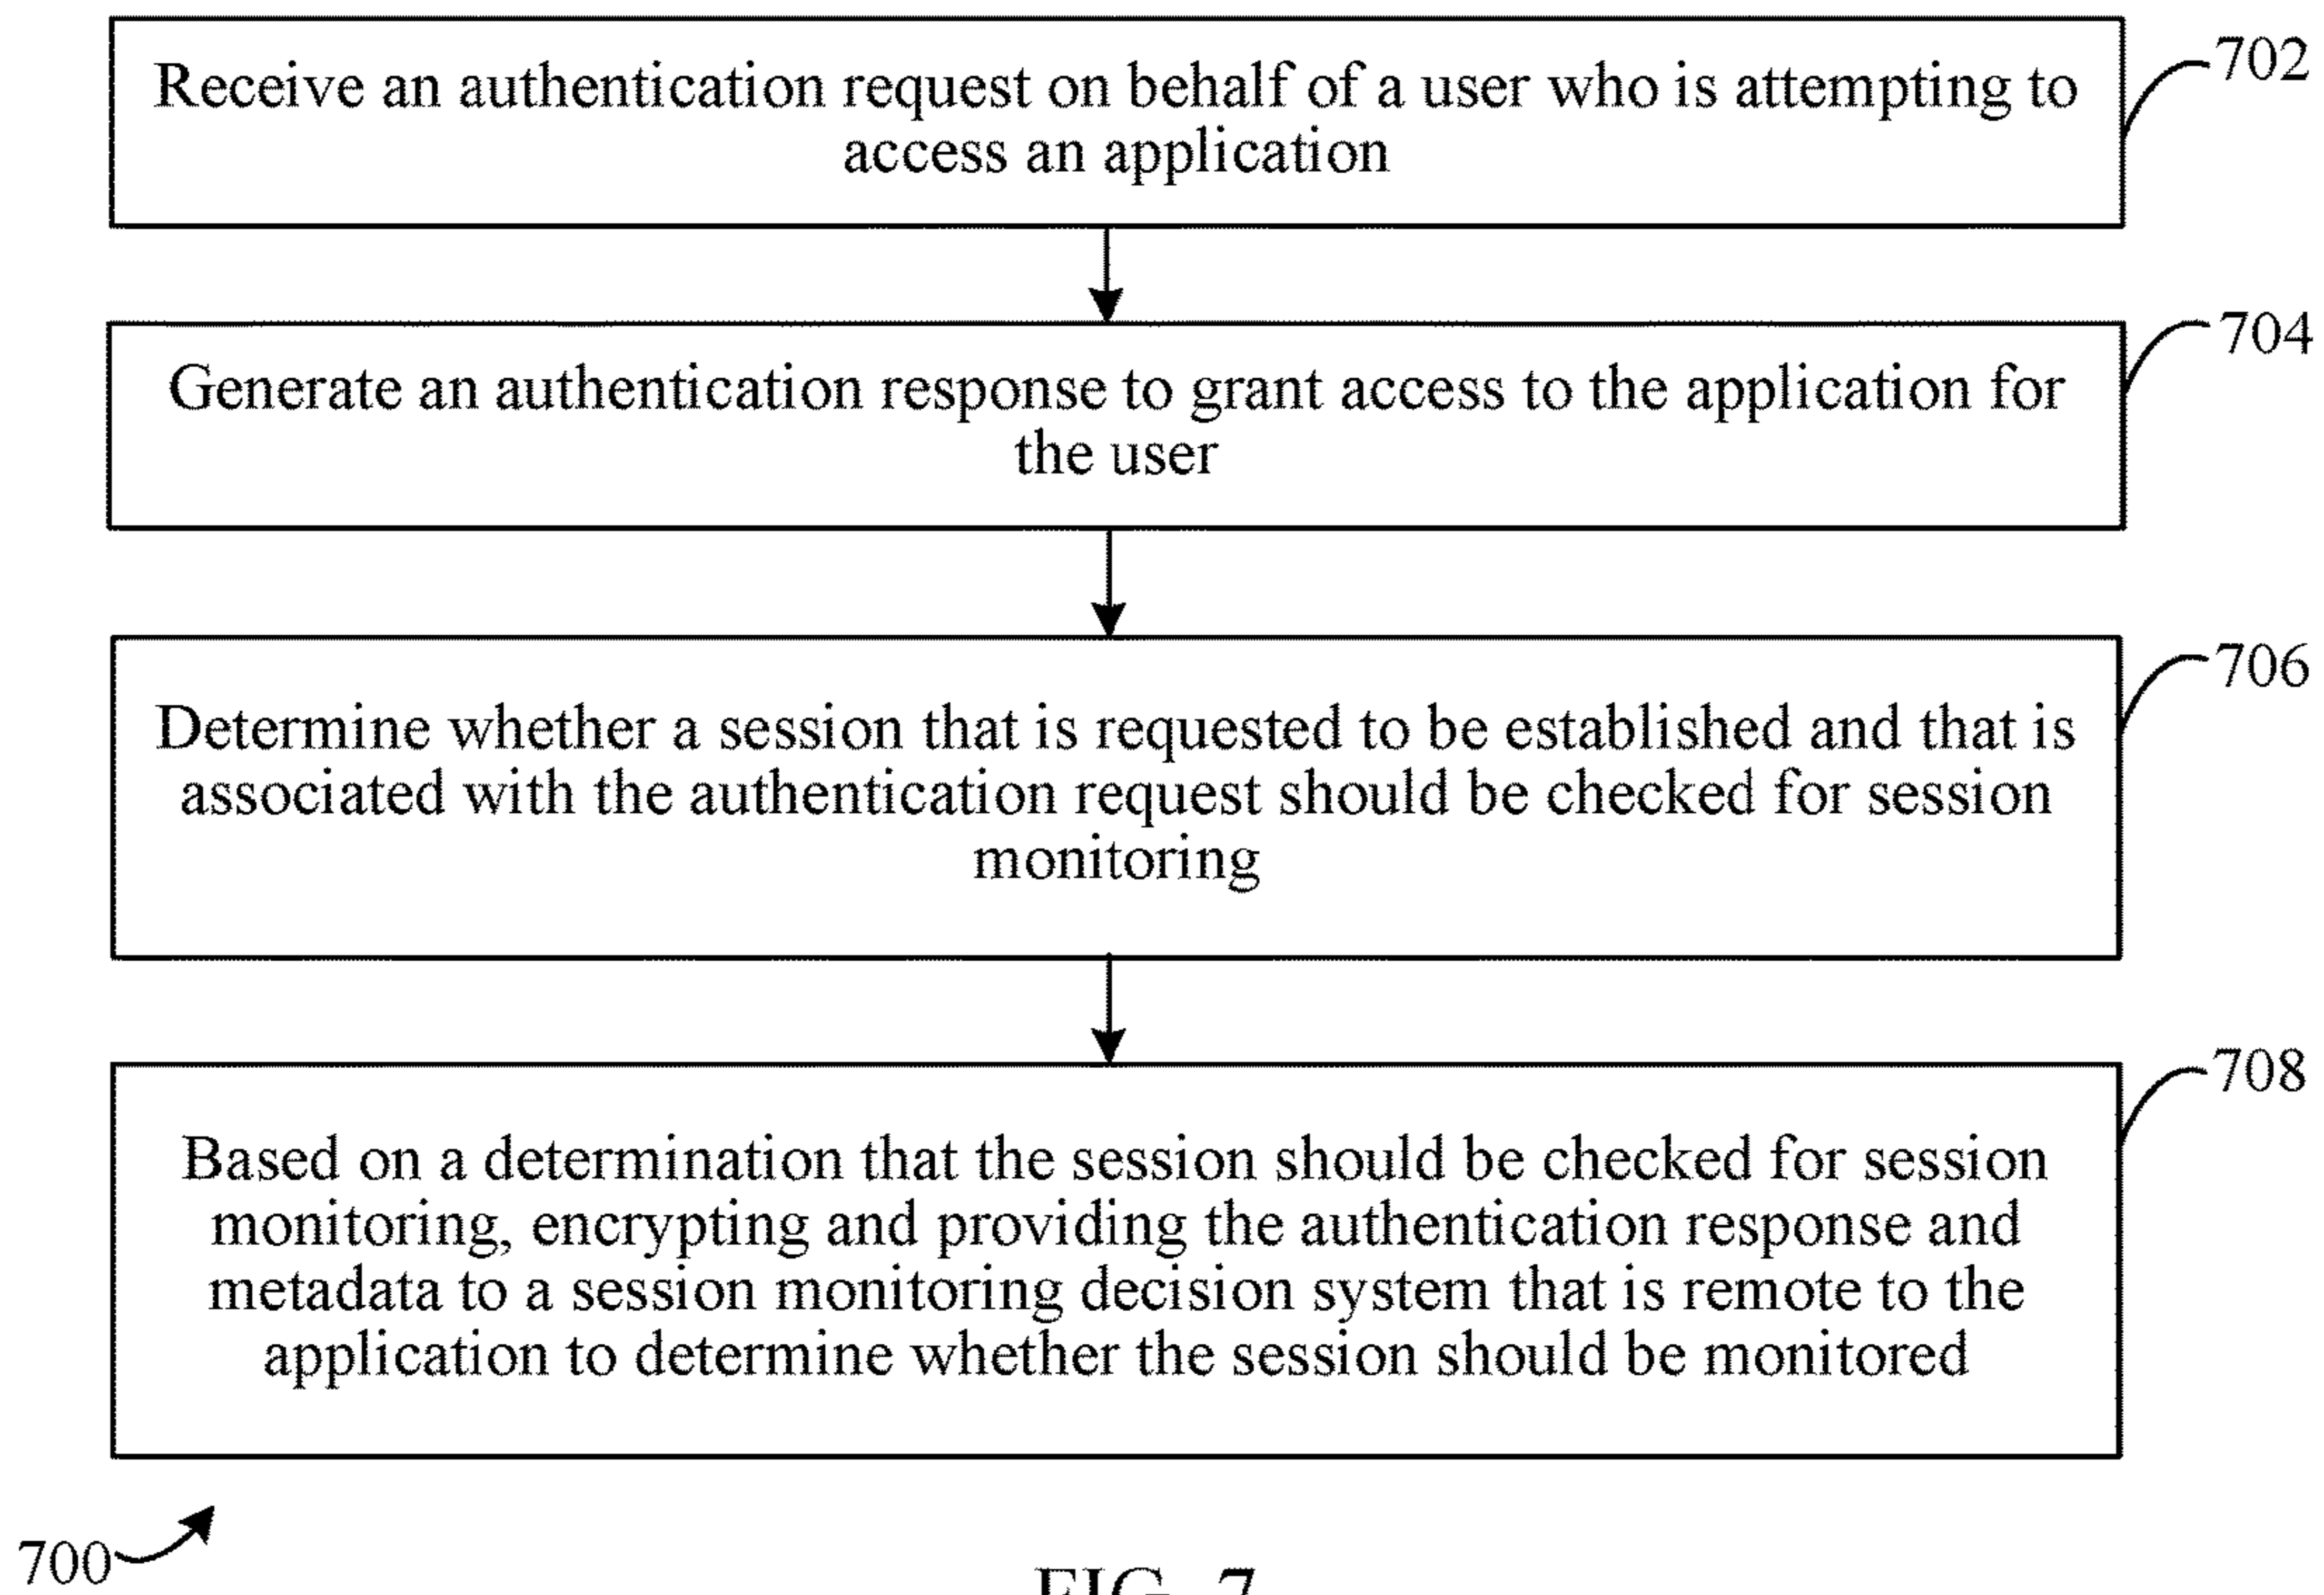 Receive an authentication request on behalf of a user who is attempting to
access an application
702
Generate an authentication response to grant access to the application for
the user
704
Determine whether a session that is requested to be established and that is
associated with the authentication request should be checked for session
monitoring
706
Based on a determination that the session should be checked for session
monitoring, encrypting and providing the authentication response and
metadata to a session monitoring decision system that is remote to the
application to determine whether the session should be monitored
708
700
FIG. 7